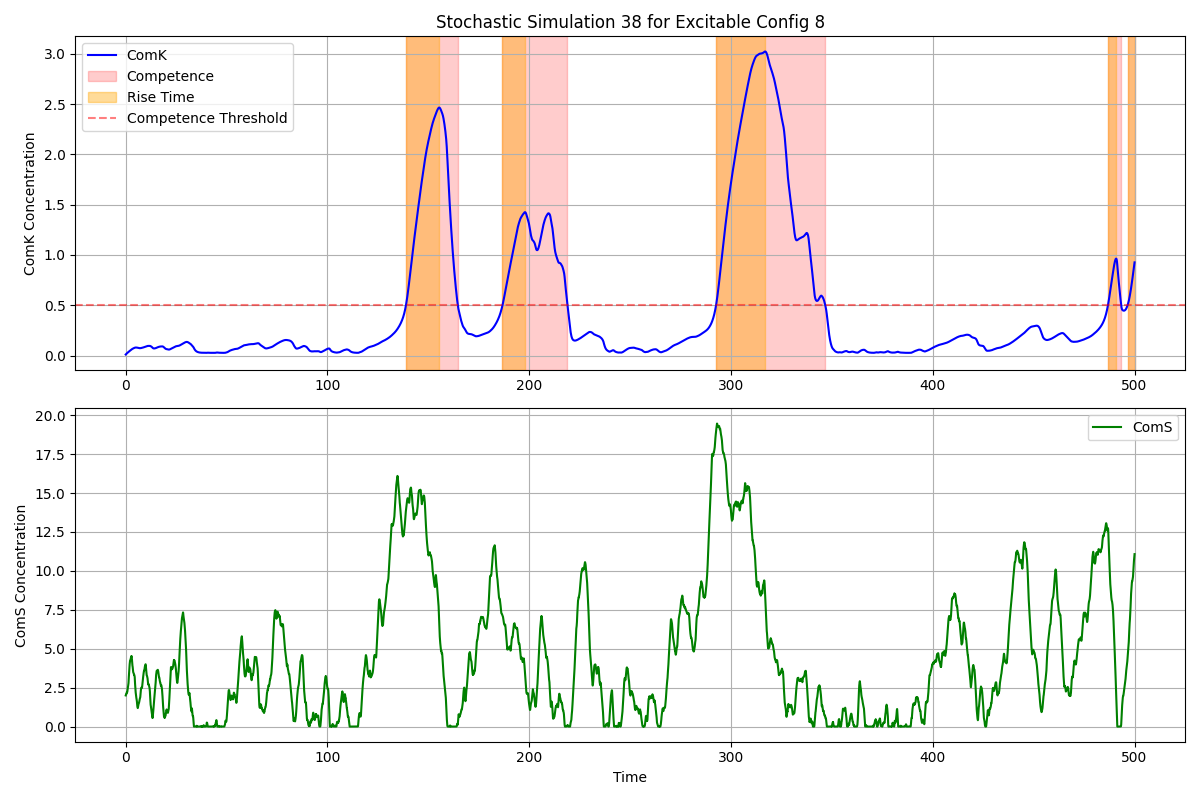 Stochastic Simulation 38 for Excitable Config 8
ComK Concentration
3.0
2.5
2.0
1.5
1.0
0.5
0.0
ComK
Competence
Rise Time
Competence Threshold
0 100 200 300 400 500
ComS Concentration
20.0
17.5
15.0
12.5
10.0
7.5
5.0
2.5
0.0
ComS
0 100 200 300 400 500
Time